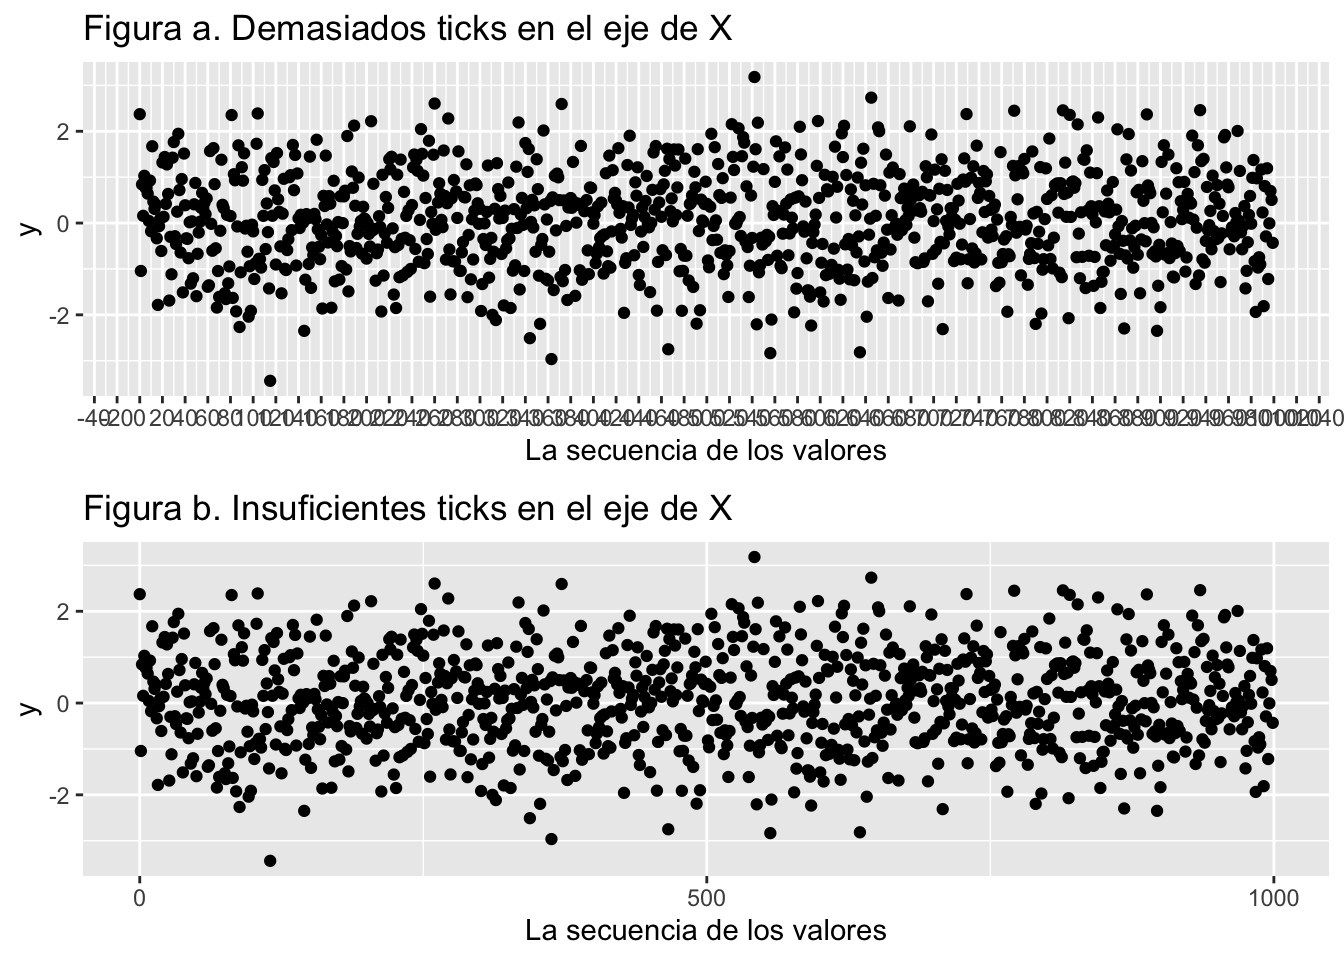 Figura a. Demasiados ticks en el eje de X
2
0
-2
y
La secuencia de los valores
Figura b. Insuficientes ticks en el eje de X
2
0
-2
y
0 500 1000
La secuencia de los valores